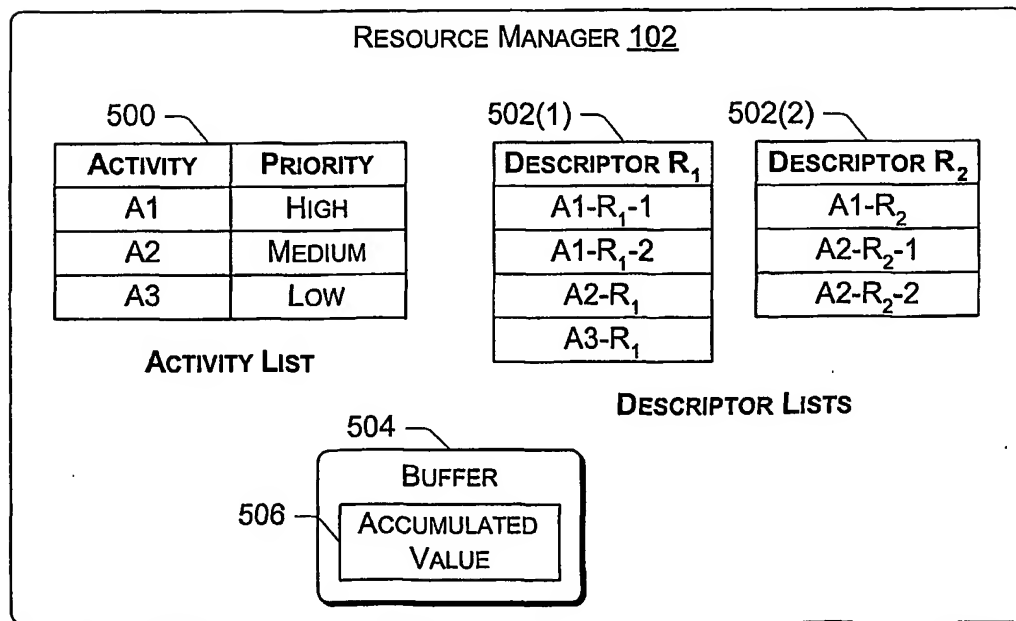 RESOURCE MANAGER 102
500
ACTIVITY PRIORITY
A1 HIGH
A2 MEDIUM
A3 LOW
ACTIVITY LIST
502(1)
DESCRIPTOR R₁
A1-R₁-1
A1-R₁-2
A2-R₁
A3-R₁
502(2)
DESCRIPTOR R₂
A1-R₂
A2-R₂-1
A2-R₂-2
DESCRIPTOR LISTS
504
BUFFER
506
ACCUMULATED
VALUE